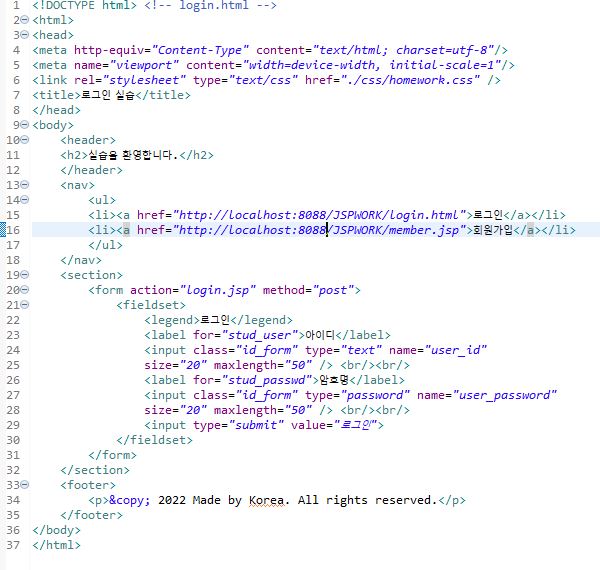 1 <!DOCTYPE html> <!-- login.html -->
2 <html>
3 <head>
4 <meta http-equiv="Content-Type" content="text/html; charset=utf-8"/>
5 <meta name="viewport" content="width=device-width, initial-scale=1"/>
6 <link rel="stylesheet" type="text/css" href="./css/homework.css" />
7 <title>로그인 실습</title>
8 </head>
9 <body>
10     <header>
11     <h2>실습을 환영합니다.</h2>
12     </header>
13     <nav>
14         <ul>
15         <li><a href="http://localhost:8088/JSPWORK/login.html">로그인</a></li>
16         <li><a href="http://localhost:8088/JSPWORK/member.jsp">회원가입</a></li>
17         </ul>
18     </nav>
19     <section>
20         <form action="login.jsp" method="post">
21             <fieldset>
22                 <legend>로그인</legend>
23                 <label for="stud_user">아이디</label>
24                 <input class="id_form" type="text" name="user_id"
25                 size="20" maxlength="50" /> <br/><br/>
26                 <label for="stud_passwd">암호명</label>
27                 <input class="id_form" type="password" name="user_password"
28                 size="20" maxlength="50" /> <br/><br/>
29                 <input type="submit" value="로그인">
30             </fieldset>
31         </form>
32     </section>
33     <footer>
34         <p>&copy; 2022 Made by Korea. All rights reserved.</p>
35     </footer>
36 </body>
37 </html>